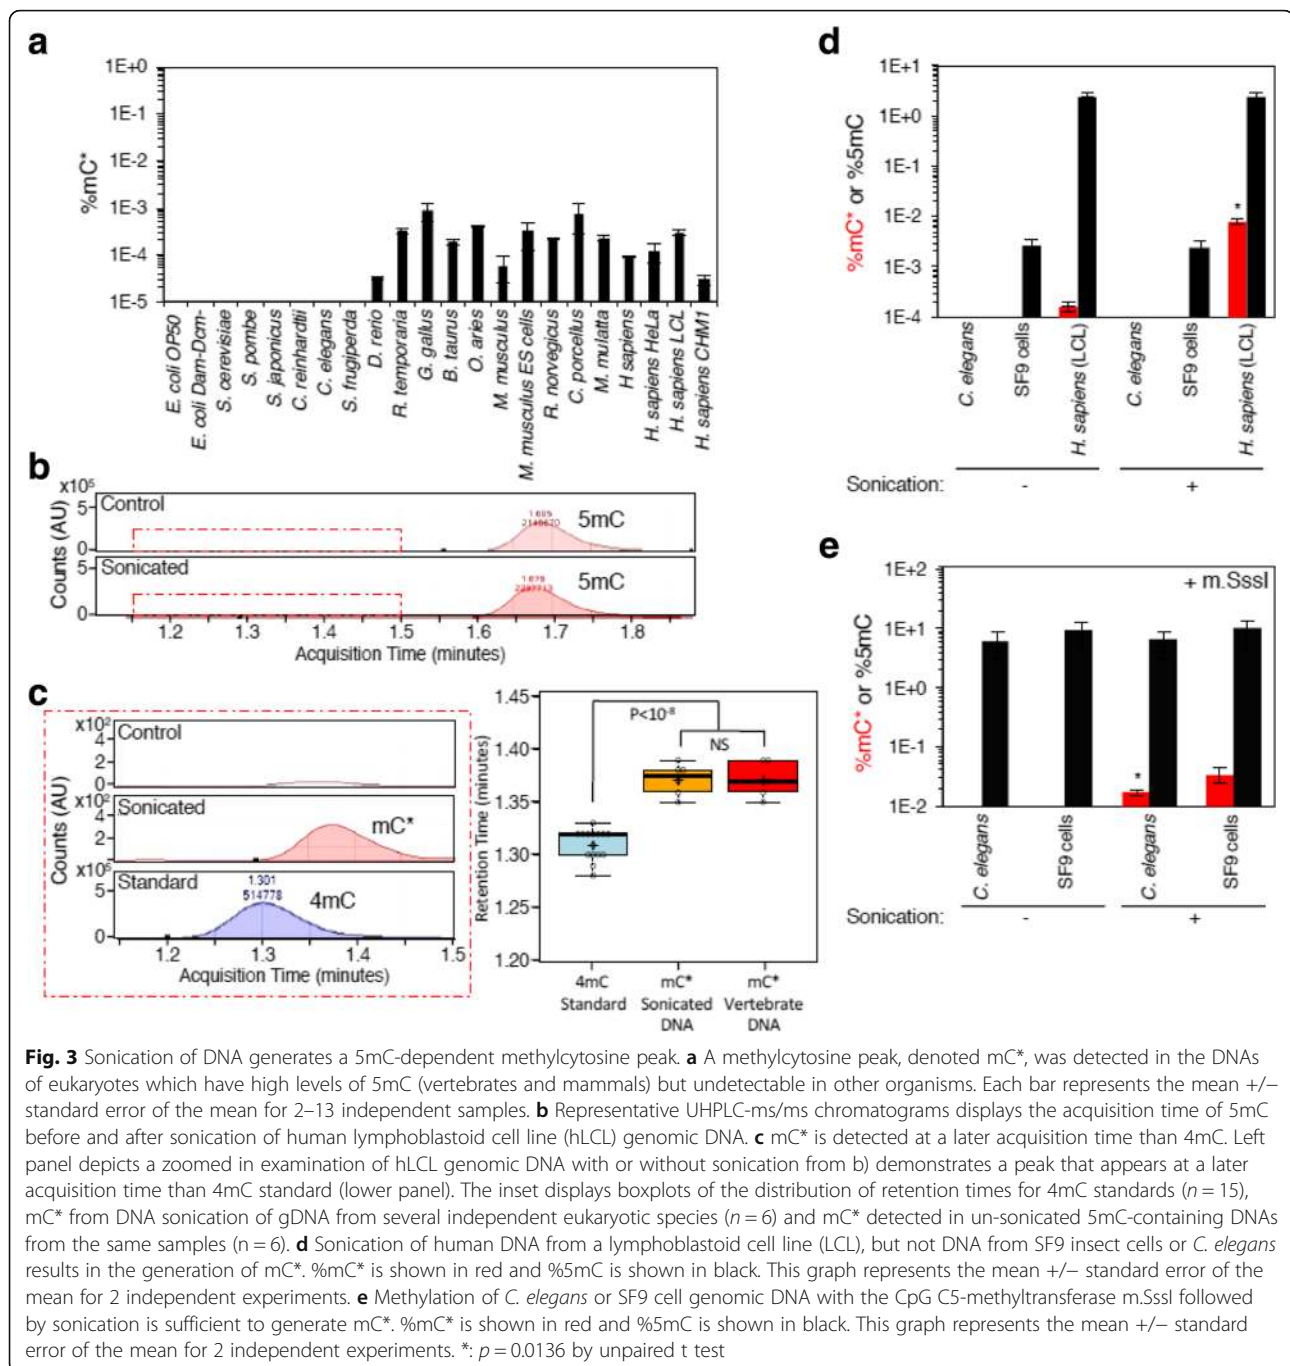 a
1E+0
1E-1
1E-2
1E-3
1E-4
1E-5
%mC*
E. coli OP50
E. coli Dam-Dcm-
S. cerevisiae
S. pombe
S. japonicus
C. reinhardtii
C. elegans
S. frugiperda
D. rerio
R. temporaria
G. gallus
B. taurus
O. aries
M. musculus
M. musculus ES cells
R. norvegicus
C. porcellus
M. mulatta
H sapiens
H. sapiens HeLa
H. sapiens LCL
H. sapiens CHM1
b
x10⁵
Counts (AU)
5
0
Control
5mC
5
0
Sonicated
5mC
1.2 1.3 1.4 1.5 1.6 1.7 1.8
Acquisition Time (minutes)
c
Counts (AU)
x10²
4
2
0
Control
x10²
4
2
0
Sonicated
mC*
x10⁵
5
0
Standard
1.301
514778
4mC
1.2 1.3 1.4 1.5
Acquisition Time (minutes)
Retention Time (minutes)
1.45
1.40
1.35
1.30
1.25
1.20
P<10⁻⁸
NS
4mC Standard
mC* Sonicated DNA
mC* Vertebrate DNA
d
%mC* or %5mC
1E+1
1E+0
1E-1
1E-2
1E-3
1E-4
*
C. elegans
SF9 cells
H. sapiens (LCL)
C. elegans
SF9 cells
H. sapiens (LCL)
Sonication: - +
e
%mC* or %5mC
1E+2
1E+1
1E+0
1E-1
1E-2
+ m.SssI
*
C. elegans
SF9 cells
C. elegans
SF9 cells
Sonication: - +
Fig. 3 Sonication of DNA generates a 5mC-dependent methylcytosine peak. a A methylcytosine peak, denoted mC*, was detected in the DNAs
of eukaryotes which have high levels of 5mC (vertebrates and mammals) but undetectable in other organisms. Each bar represents the mean +/−
standard error of the mean for 2–13 independent samples. b Representative UHPLC-ms/ms chromatograms displays the acquisition time of 5mC
before and after sonication of human lymphoblastoid cell line (hLCL) genomic DNA. c mC* is detected at a later acquisition time than 4mC. Left
panel depicts a zoomed in examination of hLCL genomic DNA with or without sonication from b) demonstrates a peak that appears at a later
acquisition time than 4mC standard (lower panel). The inset displays boxplots of the distribution of retention times for 4mC standards (n = 15),
mC* from DNA sonication of gDNA from several independent eukaryotic species (n = 6) and mC* detected in un-sonicated 5mC-containing DNAs
from the same samples (n = 6). d Sonication of human DNA from a lymphoblastoid cell line (LCL), but not DNA from SF9 insect cells or C. elegans
results in the generation of mC*. %mC* is shown in red and %5mC is shown in black. This graph represents the mean +/− standard error of the
mean for 2 independent experiments. e Methylation of C. elegans or SF9 cell genomic DNA with the CpG C5-methyltransferase m.SssI followed
by sonication is sufficient to generate mC*. %mC* is shown in red and %5mC is shown in black. This graph represents the mean +/− standard
error of the mean for 2 independent experiments. *: p = 0.0136 by unpaired t test